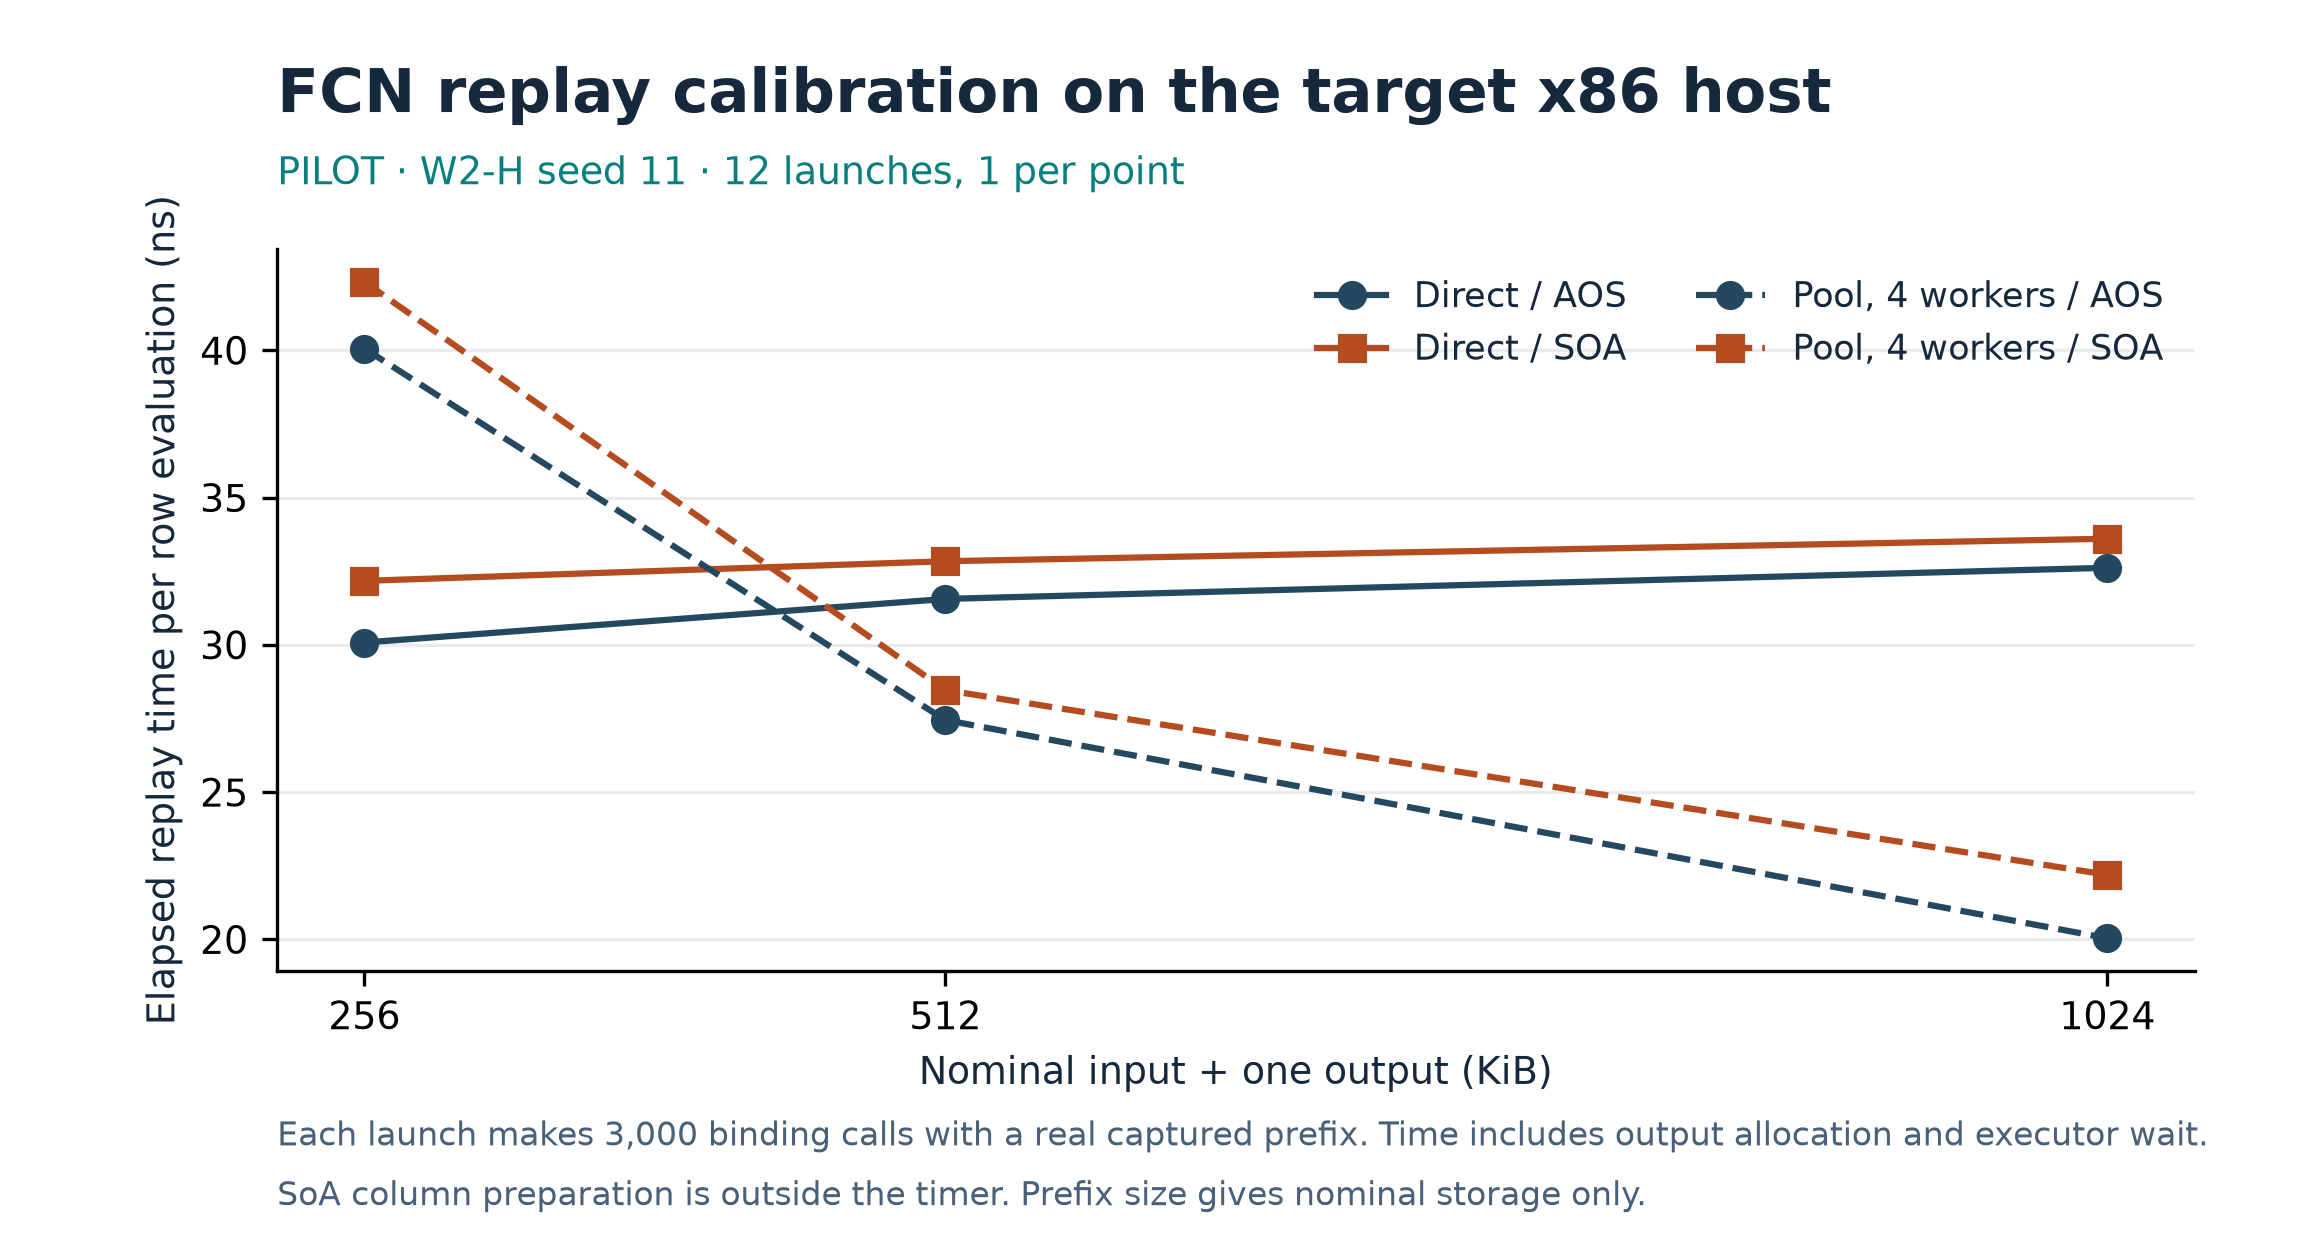 FCN replay calibration on the target x86 host
PILOT · W2-H seed 11 · 12 launches, 1 per point
Elapsed replay time per row evaluation (ns)
Direct / AOS
Direct / SOA
Pool, 4 workers / AOS
Pool, 4 workers / SOA
40
35
30
25
20
256
512
1024
Nominal input + one output (KiB)
Each launch makes 3,000 binding calls with a real captured prefix. Time includes output allocation and executor wait.
SoA column preparation is outside the timer. Prefix size gives nominal storage only.